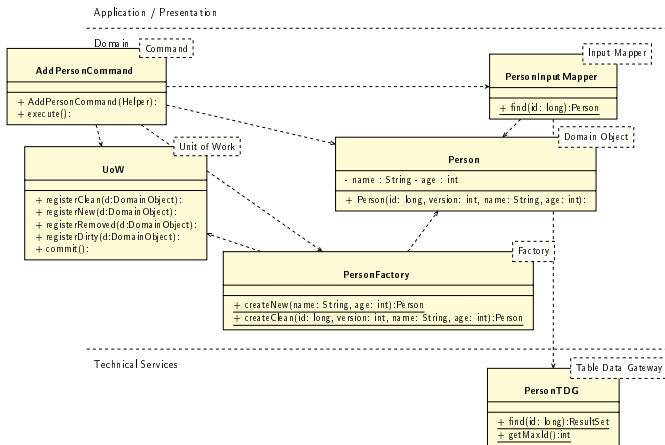 Application / Presentation
Domain
Command
AddPersonCommand
+ AddPersonCommand(Helper):
+ execute():
Input Mapper
PersonInputMapper
+ find(id: long):Person
Unit of Work
UoW
+ registerClean(d:DomainObject):
+ registerNew(d:DomainObject):
+ registerRemoved(d:DomainObject):
+ registerDirty(d:DomainObject):
+ commit():
Domain Object
Person
- name : String - age : int
+ Person(id: long, version: int, name: String, age: int):
Factory
PersonFactory
+ createNew(name: String, age: int):Person
+ createClean(id: long, version: int, name: String, age: int):Person
Technical Services
Table Data Gateway
PersonTDG
+ find(id: long):ResultSet
+ getMaxId():int